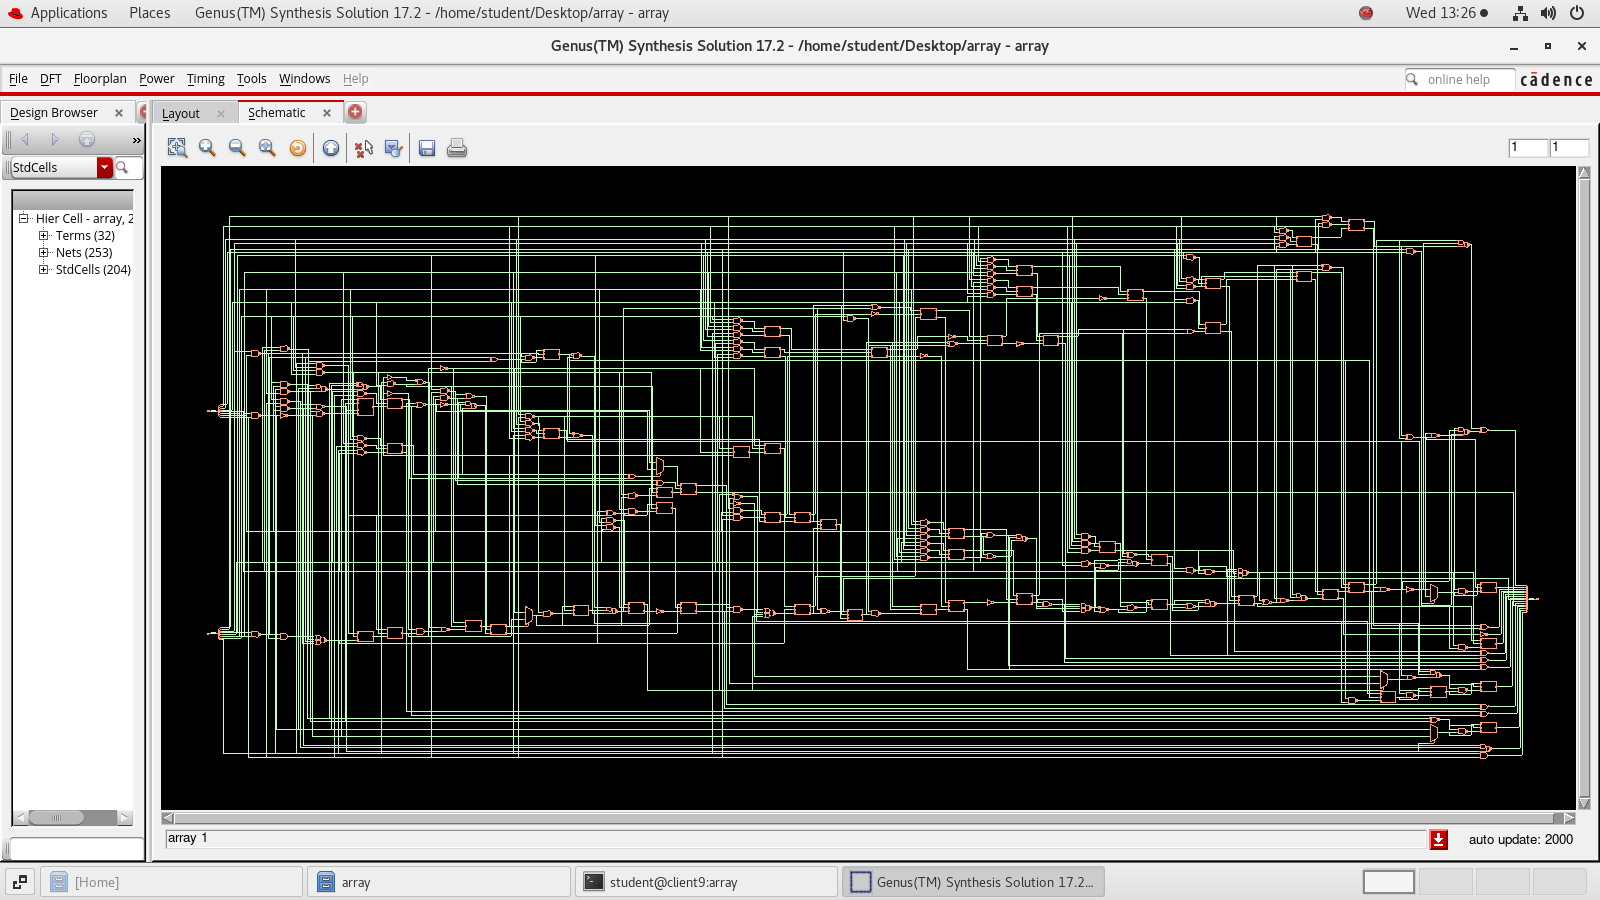 Applications Places Genus(TM) Synthesis Solution 17.2 - /home/student/Desktop/array - array Wed 13:26
Genus(TM) Synthesis Solution 17.2 - /home/student/Desktop/array - array
File DFT Floorplan Power Timing Tools Windows Help online help cādence
Design Browser Layout Schematic
» 1 1
StdCells
Hier Cell - array, 2
Terms (32)
Nets (253)
StdCells (204)
array 1 auto update: 2000
[Home] array student@client9:array Genus(TM) Synthesis Solution 17.2...